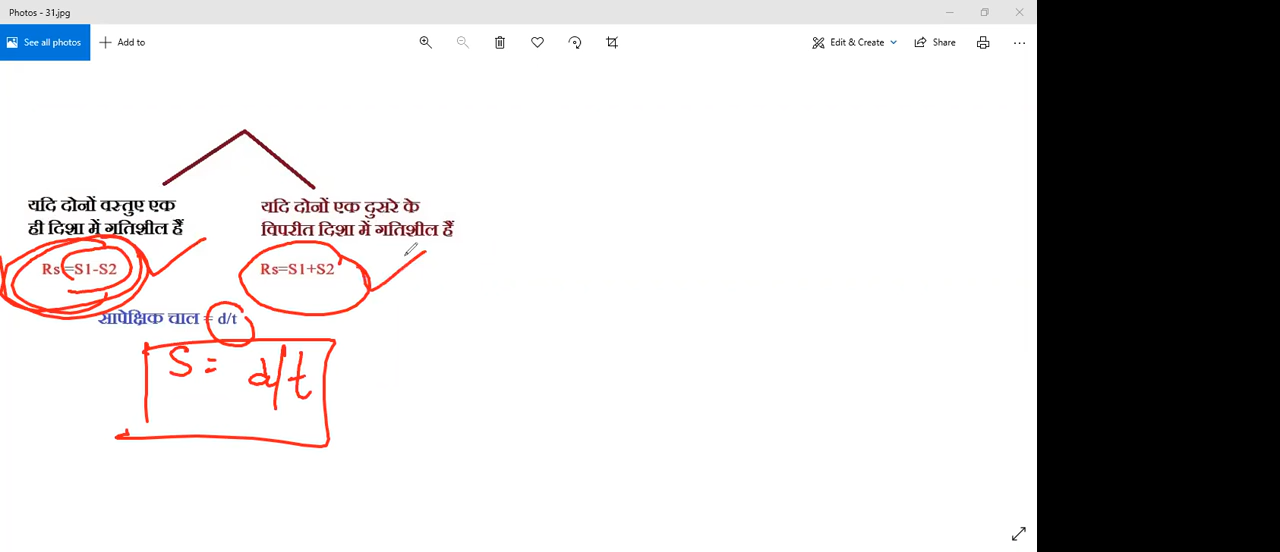 Photos - 31.jpg
See all photos
Add to
Edit & Create
Share
यदि दोनों वस्तुए एक
ही दिशा में गतिशील हैं
Rs =S1-S2
यदि दोनों एक दुसरे के
विपरीत दिशा में गतिशील हैं
Rs=S1+S2
सापेक्षिक चाल = d/t
S = d/t